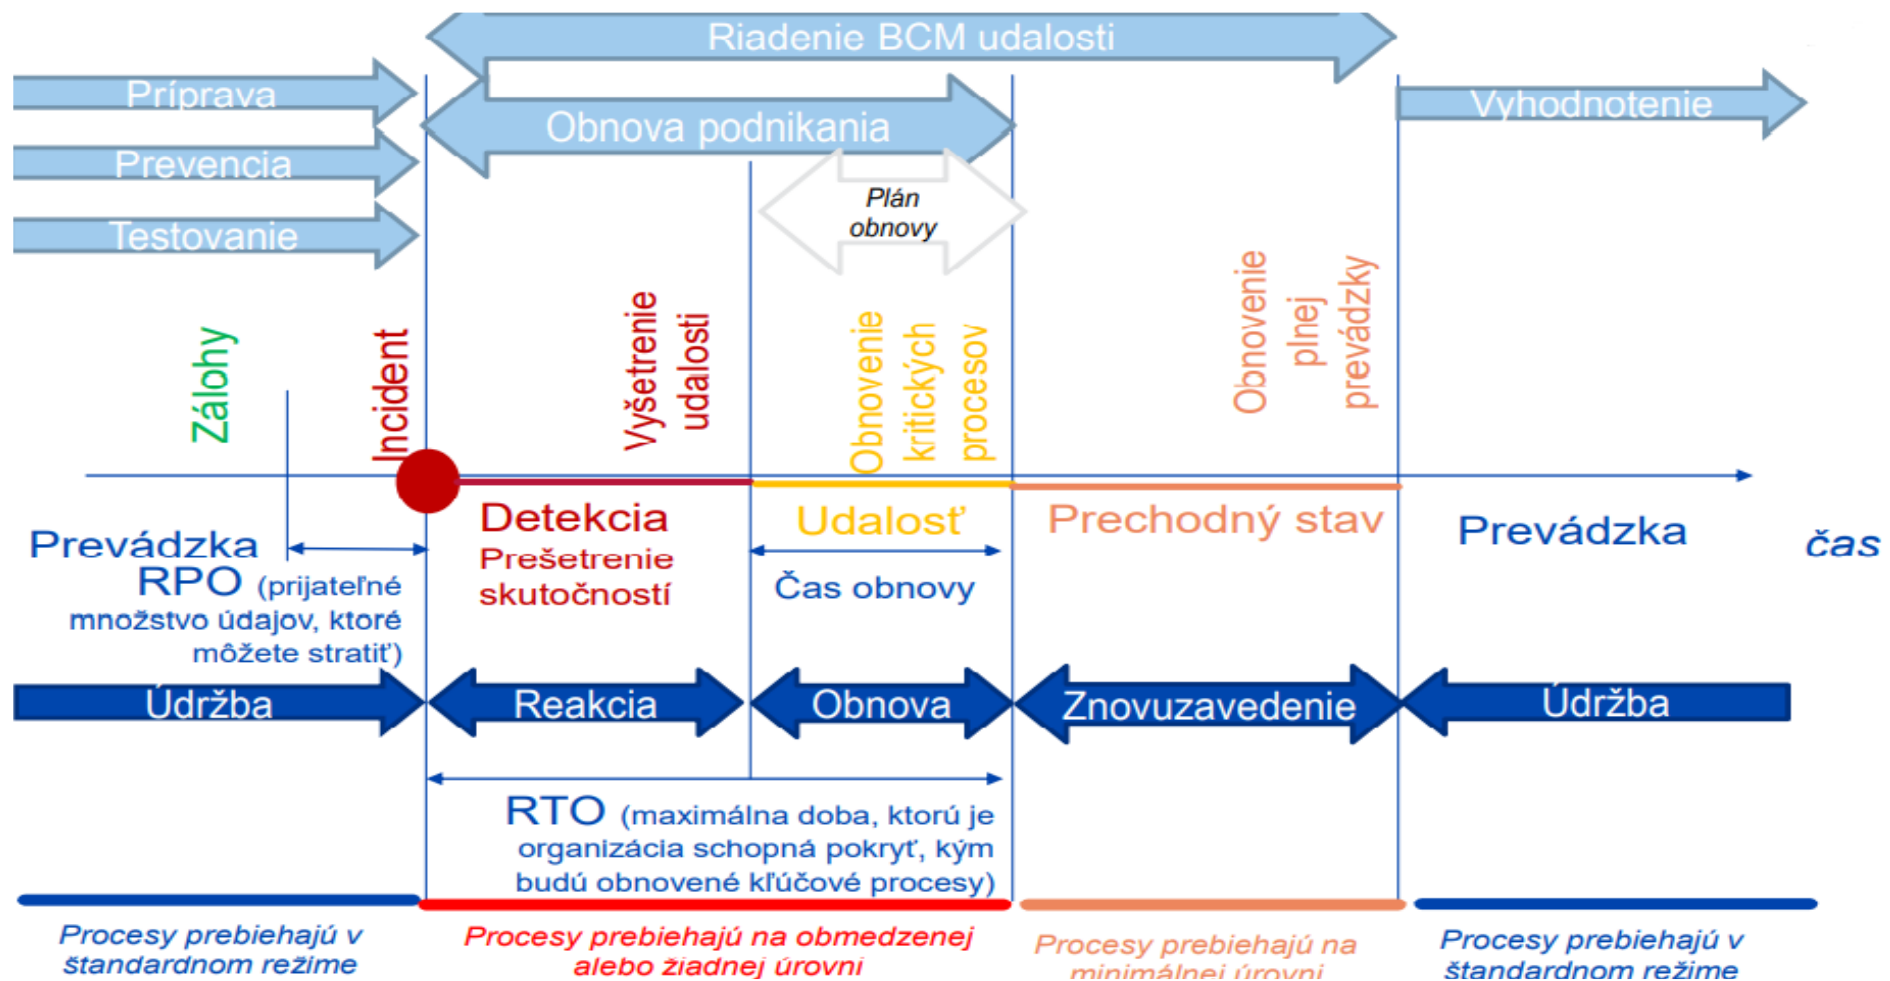 Riadenie BCM udalosti
Príprava
Prevencia
Testovanie
Obnova podnikania
Plán
obnovy
Vyhodnotenie
Zálohy
Incident
Vyšetrenie
udalosti
Obnovenie
kritických
procesov
Obnovenie
plnej
prevádzky
Prevádzka
Detekcia
Prešetrenie
skutočností
Udalosť
Prechodný stav
Prevádzka
čas
RPO (prijateľné
množstvo údajov, ktoré
môžete stratiť)
Čas obnovy
Údržba
Reakcia
Obnova
Znovuzavedenie
Údržba
RTO (maximálna doba, ktorú je
organizácia schopná pokryť, kým
budú obnovené kľúčové procesy)
Procesy prebiehajú v
štandardnom režime
Procesy prebiehajú na obmedzenej
alebo žiadnej úrovni
Procesy prebiehajú na
minimálnej úrovni
Procesy prebiehajú v
štandardnom režime